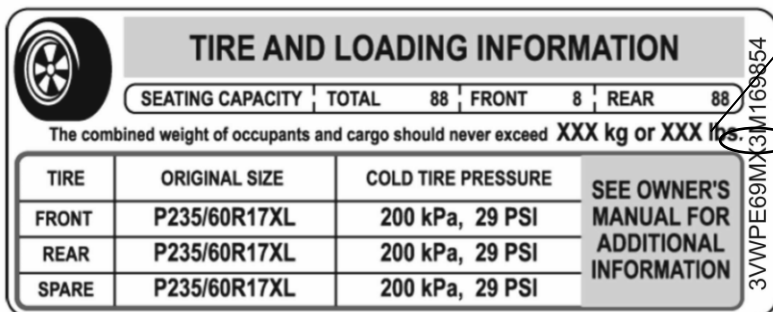 TIRE AND LOADING INFORMATION
SEATING CAPACITY TOTAL 88 FRONT 8 REAR 88
The combined weight of occupants and cargo should never exceed XXX kg or XXX lbs.
TIRE ORIGINAL SIZE COLD TIRE PRESSURE
FRONT P235/60R17XL 200 kPa, 29 PSI
REAR P235/60R17XL 200 kPa, 29 PSI
SPARE P235/60R17XL 200 kPa, 29 PSI
SEE OWNER'S
MANUAL FOR
ADDITIONAL
INFORMATION
3VWPE69MX3M169854